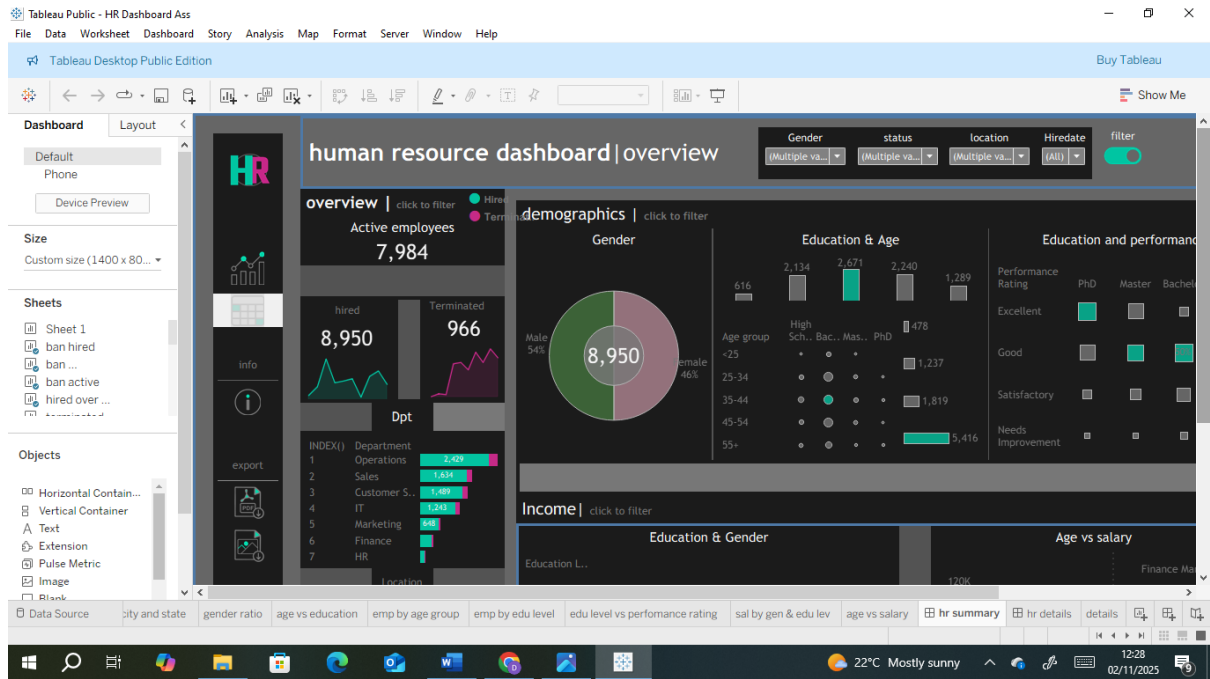 Tableau Public - HR Dashboard Ass
File Data Worksheet Dashboard Story Analysis Map Format Server Window Help
Tableau Desktop Public Edition Buy Tableau
Show Me
Dashboard Layout
Default
Phone
Device Preview
Size
Custom size (1400 x 80...
Sheets
Sheet 1
ban hired
ban ...
ban active
hired over ...
terminated
Objects
Horizontal Contain...
Vertical Container
Text
Extension
Pulse Metric
Image
Blank
HR
info
export
PDF
human resource dashboard|overview
Gender status location Hiredate filter
(Multiple va... (Multiple va... (Multiple va... (All)
overview | click to filter
Hired
Terminat
Active employees
7,984
hired
8,950
Terminated
966
Dpt
INDEX() Department
1 Operations 2,429
2 Sales 1,634
3 Customer S.. 1,489
4 IT 1,243
5 Marketing 648
6 Finance
7 HR
Location
demographics | click to filter
Gender
Male
54%
8,950
emale
46%
Education & Age
616 2,134 2,671 2,240 1,289
Age group High Sch.. Bac.. Mas.. PhD
<25 478
25-34 1,237
35-44 1,819
45-54 5,416
55+
Education and performanc
Performance Rating PhD Master Bachel
Excellent
Good
Satisfactory
Needs Improvement
Income| click to filter
Education & Gender
Education L..
Age vs salary
Finance Ma
120K
Data Source city and state gender ratio age vs education emp by age group emp by edu level edu level vs perfomance rating sal by gen & edu lev age vs salary hr summary hr details details
22°C Mostly sunny
12:28
02/11/2025
9